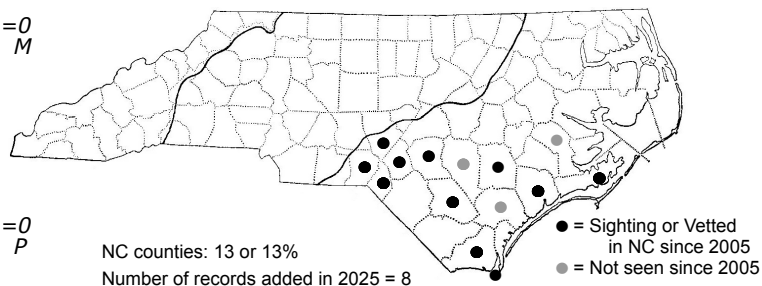 =0
M
=0
P
NC counties: 13 or 13%
Number of records added in 2025 = 8
● = Sighting or Vetted
in NC since 2005
● = Not seen since 2005